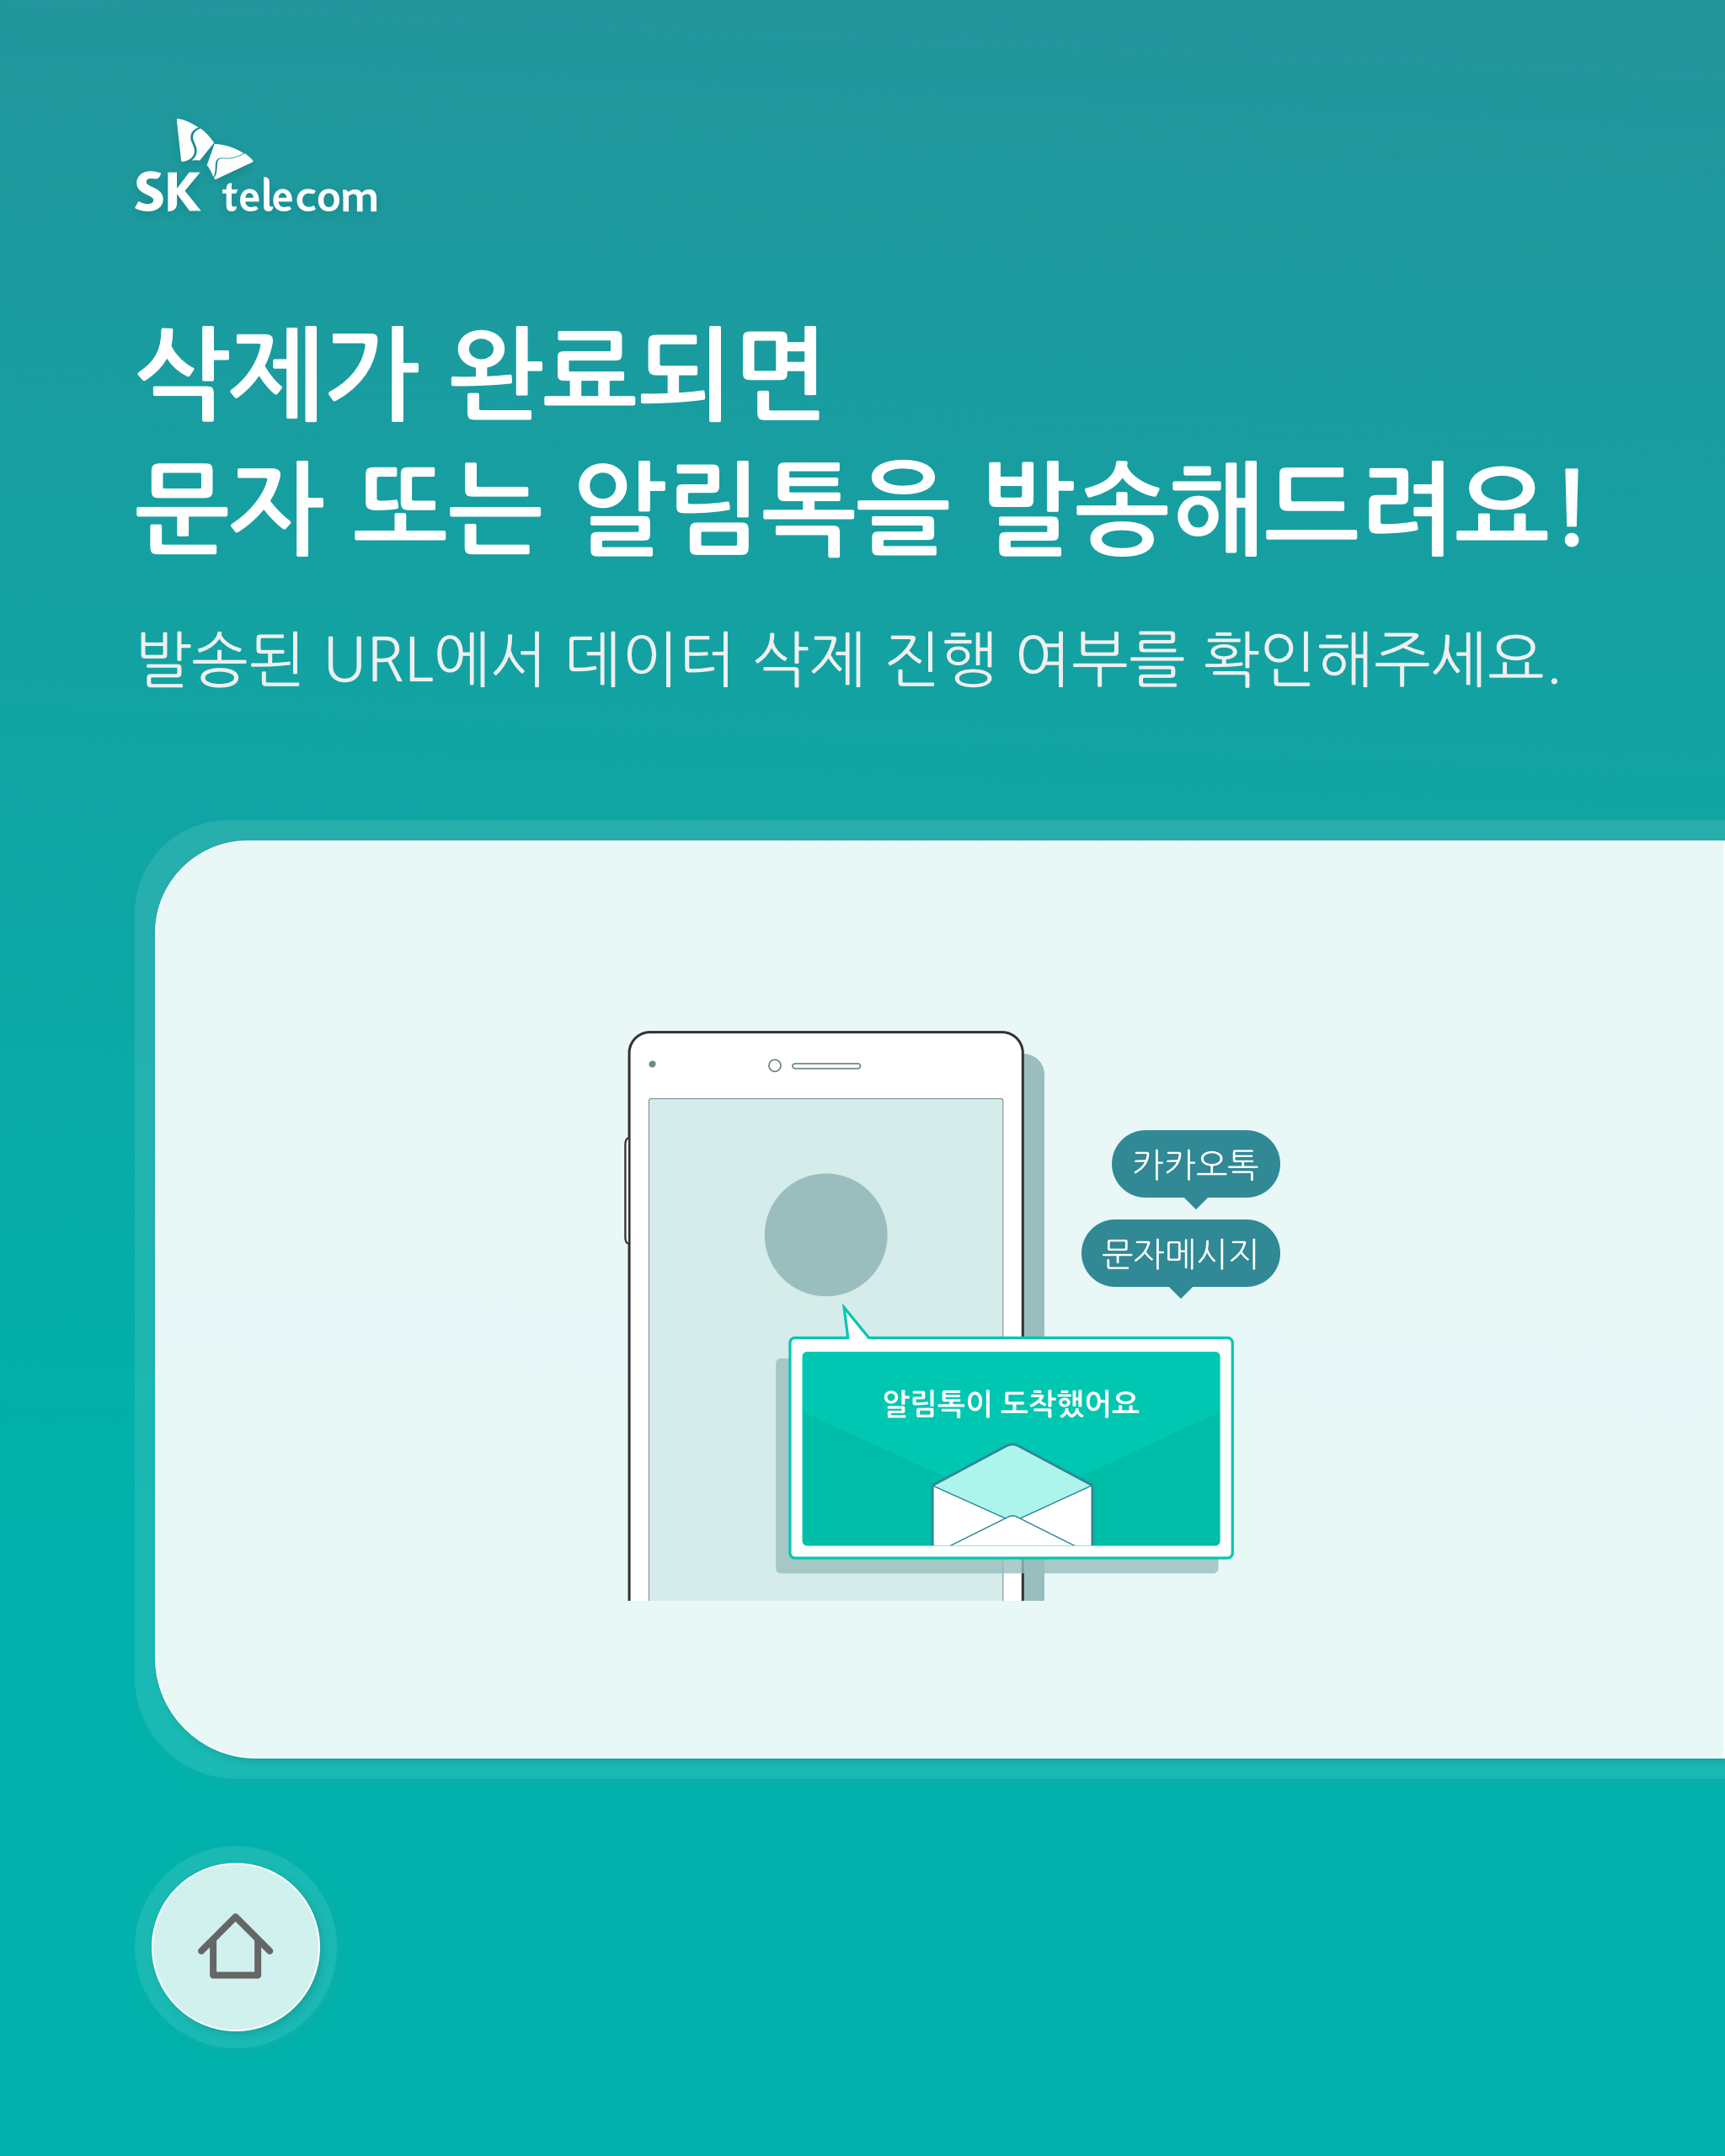 SK telecom
삭제가 완료되면
문자 또는 알림톡을 발송해드려요!
발송된 URL에서 데이터 삭제 진행 여부를 확인해주세요.
카카오톡
문자메시지
알림톡이 도착했어요